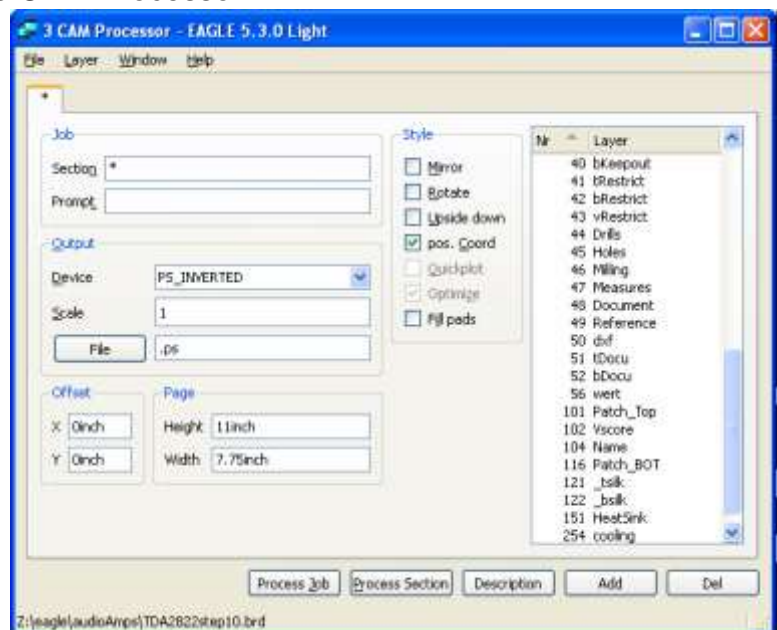 3 CAM Processor - EAGLE 5.3.0 Light
File Layer Window Help
*
Job
Section *
Prompt
Output
Device PS_INVERTED
Scale 1
File .ps
Offset
X 0inch
Y 0inch
Page
Height 11inch
Width 7.75inch
Style
Mirror
Rotate
Upside down
pos. Coord
Quickplot
Optimize
Fill pads
Nr Layer
40 bKeepout
41 tRestrict
42 bRestrict
43 vRestrict
44 Drills
45 Holes
46 Milling
47 Measures
48 Document
49 Reference
50 dxf
51 tDocu
52 bDocu
56 wert
101 Patch_Top
102 Vscore
104 Name
116 Patch_BOT
121 _tsilk
122 _bsilk
151 HeatSink
254 cooling
Process Job Process Section Description Add Del
Z:\eagle\audioAmps\TDA2822step10.brd